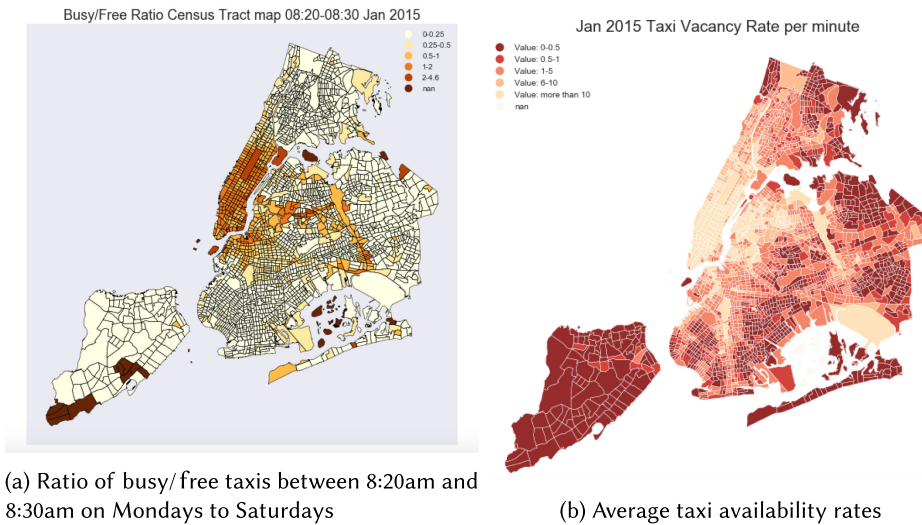 Busy/Free Ratio Census Tract map 08:20-08:30 Jan 2015
0-0.25
0.25-0.5
0.5-1
1-2
2-4.6
nan
Jan 2015 Taxi Vacancy Rate per minute
Value: 0-0.5
Value: 0.5-1
Value: 1-5
Value: 6-10
Value: more than 10
nan
(a) Ratio of busy/free taxis between 8:20am and
8:30am on Mondays to Saturdays
(b) Average taxi availability rates